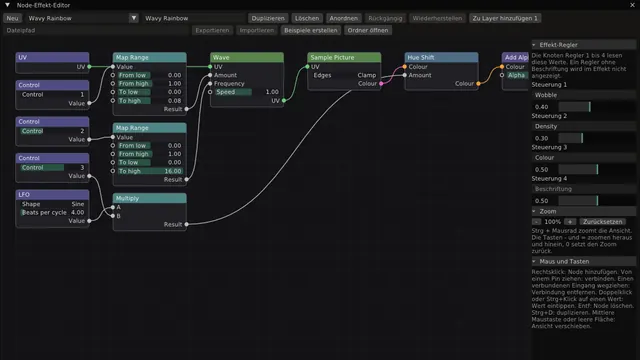 Node-Effekt-Editor
Neu Wavy Rainbow Wavy Rainbow Duplizieren Löschen Anordnen Rückgängig Wiederherstellen Zu Layer hinzufügen 1
Dateipfad Exportieren Importieren Beispiele erstellen Ordner öffnen
UV
UV
Control
Control 1
Value
Control
Control 2
Value
Control
Control 3
Value
LFO
Shape Sine
Beats per cycle 4.00
Value
Map Range
Value
From low 0.00
From high 1.00
To low 0.00
To high 0.08
Result
Map Range
Value
From low 0.00
From high 1.00
To low 0.00
To high 16.00
Result
Multiply
A
B
Result
Wave
UV
Amount
Frequency
Speed 1.00
UV
Sample Picture
UV
Edges Clamp
Colour
Hue Shift
Colour
Amount
Colour
Add Alp
Colour
Alpha
Effekt-Regler
Die Knoten Regler 1 bis 4 lesen
diese Werte. Ein Regler ohne
Beschriftung wird im Effekt nicht
angezeigt.
Steuerung 1
Wobble
0.40
Steuerung 2
Density
0.30
Steuerung 3
Colour
0.50
Steuerung 4
Beschriftung
0.50
Zoom
- 100% + Zurücksetzen
Strg + Mausrad zoomt die Ansicht.
Die Tasten - und = zoomen heraus
und hinein, 0 setzt den Zoom
zurück.
Maus und Tasten
Rechtsklick: Node hinzufügen. Von
einem Pin ziehen: verbinden. Einen
verbundenen Eingang wegziehen:
Verbindung entfernen. Doppelklick
oder Strg+Klick auf einen Wert:
Wert eintippen. Entf: Node löschen.
Strg+D: duplizieren. Mittlere
Maustaste oder leere Fläche:
Ansicht verschieben.